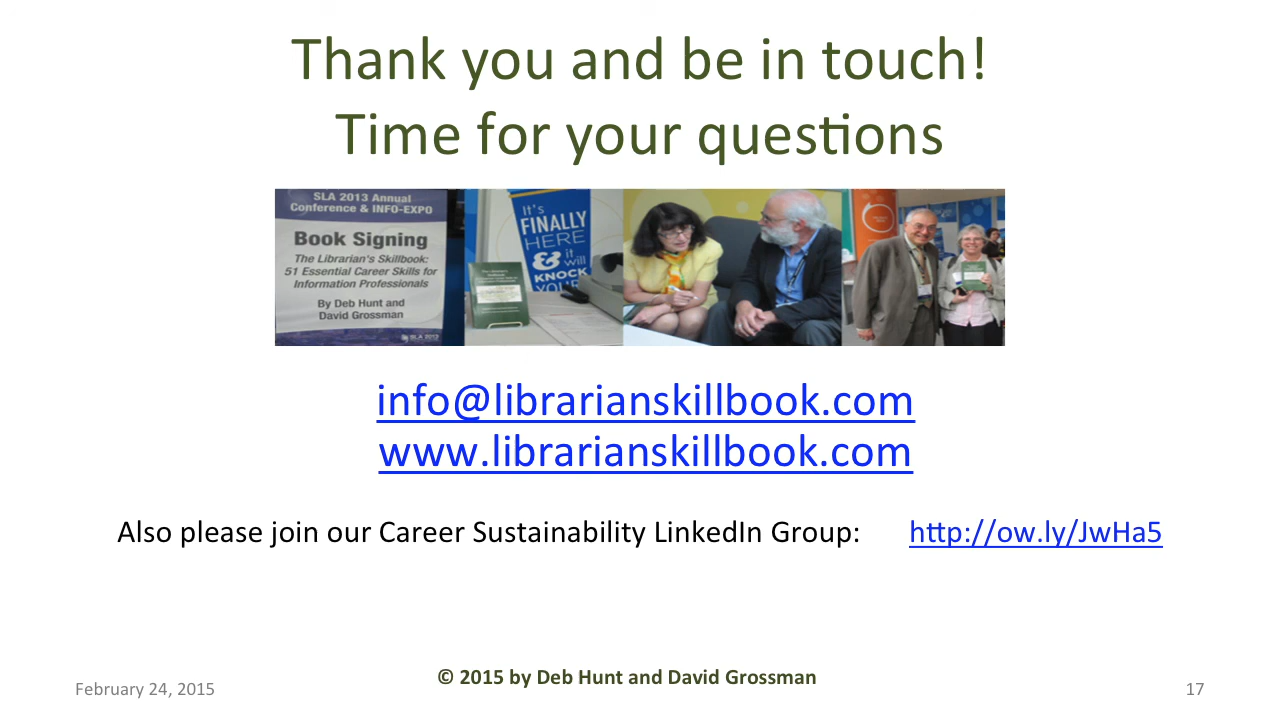 Thank you and be in touch!
Time for your questions
SLA 2013 Annual
Conference & INFO-EXPO
Book Signing
The Librarian's Skillbook:
51 Essential Career Skills for
Information Professionals
By Deb Hunt and
David Grossman
SLA 2013
It's
FINALLY
HERE
& it
will
KNOCK
info@librarianskillbook.com
www.librarianskillbook.com
Also please join our Career Sustainability LinkedIn Group: http://ow.ly/JwHa5
© 2015 by Deb Hunt and David Grossman
February 24, 2015
17